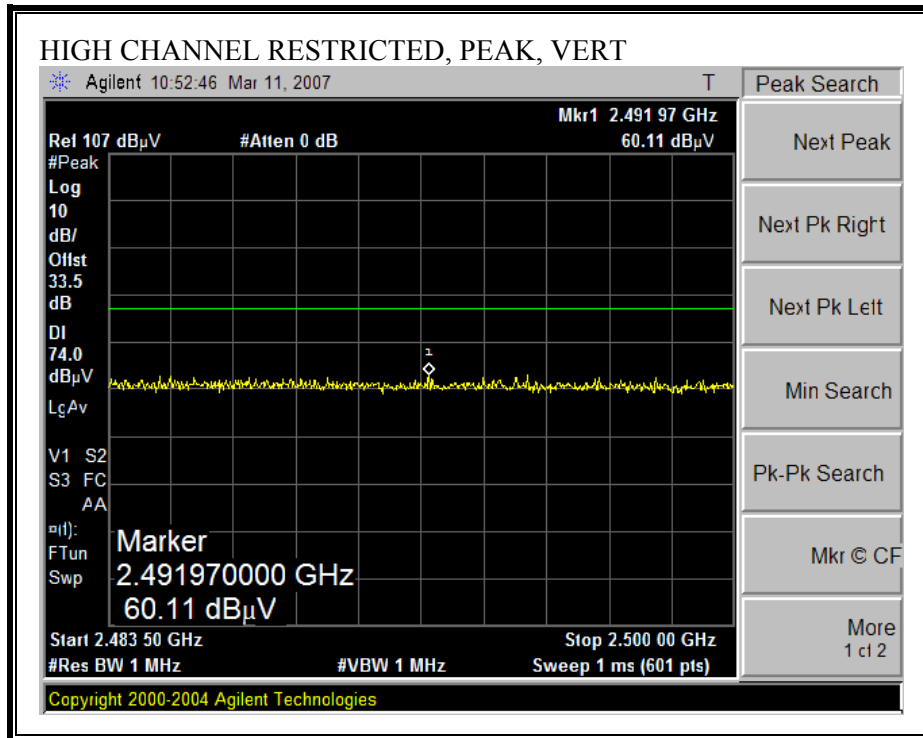 HIGH CHANNEL RESTRICTED, PEAK, VERT
Agilent 10:52:46 Mar 11, 2007 T
Peak Search
Mkr1 2.491 97 GHz
Ref 107 dBµV #Atten 0 dB 60.11 dBµV
#Peak
Log
10
dB/
Offst
33.5
dB
DI
74.0
dBµV
LgAv
V1 S2
S3 FC
AA
¤(f):
FTun
Swp
1
Marker
2.491970000 GHz
60.11 dBµV
Start 2.483 50 GHz Stop 2.500 00 GHz
#Res BW 1 MHz #VBW 1 MHz Sweep 1 ms (601 pts)
Copyright 2000-2004 Agilent Technologies
Next Peak
Next Pk Right
Next Pk Left
Min Search
Pk-Pk Search
Mkr © CF
More
1 of 2